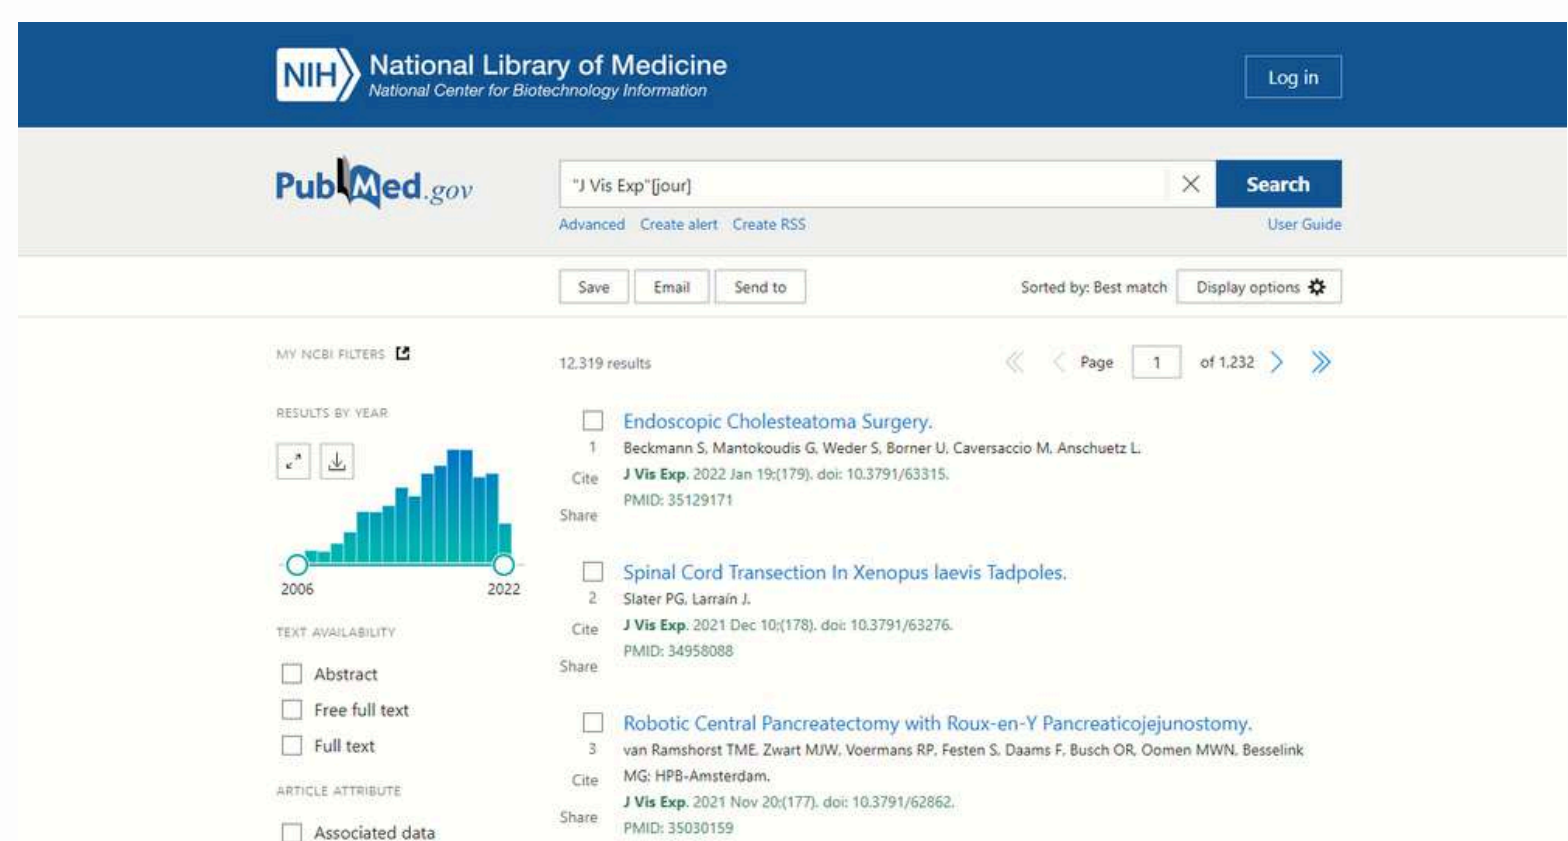 NIH National Library of Medicine
National Center for Biotechnology Information
Log in
PubMed.gov
"J Vis Exp"[jour]
Search
Advanced Create alert Create RSS
User Guide
Save Email Send to
Sorted by: Best match Display options
MY NCBI FILTERS
12,319 results
Page 1 of 1,232
RESULTS BY YEAR
2006 2022
TEXT AVAILABILITY
Abstract
Free full text
Full text
ARTICLE ATTRIBUTE
Associated data
Endoscopic Cholesteatoma Surgery.
1
Beckmann S, Mantokoudis G, Weder S, Borner U, Caversaccio M, Anschuetz L.
Cite
J Vis Exp. 2022 Jan 19;(179). doi: 10.3791/63315.
PMID: 35129171
Share
Spinal Cord Transection In Xenopus laevis Tadpoles.
2
Slater PG, Larraín J.
Cite
J Vis Exp. 2021 Dec 10;(178). doi: 10.3791/63276.
PMID: 34958088
Share
Robotic Central Pancreatectomy with Roux-en-Y Pancreaticojejunostomy.
3
van Ramshorst TME, Zwart MJW, Voermans RP, Festen S, Daams F, Busch OR, Oomen MWN, Besselink
MG; HPB-Amsterdam.
Cite
J Vis Exp. 2021 Nov 20;(177). doi: 10.3791/62862.
Share
PMID: 35030159